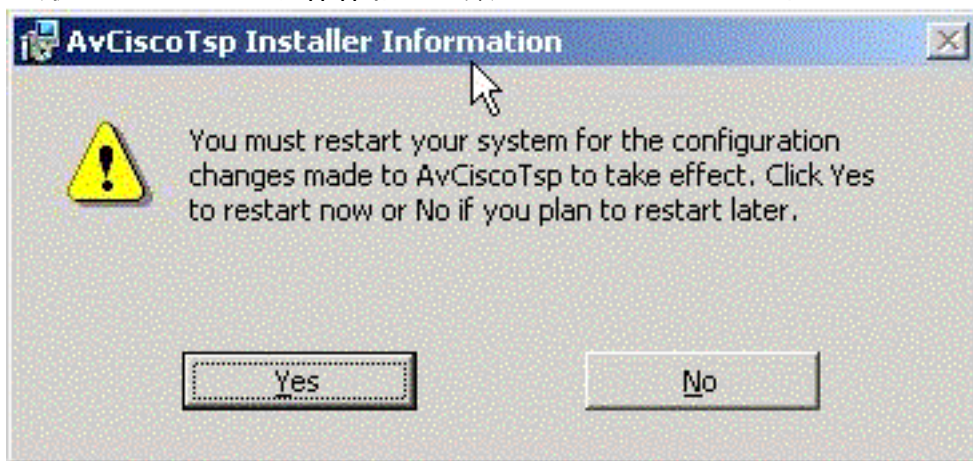 AvCiscoTsp Installer Information
You must restart your system for the configuration
changes made to AvCiscoTsp to take effect. Click Yes
to restart now or No if you plan to restart later.
Yes
No